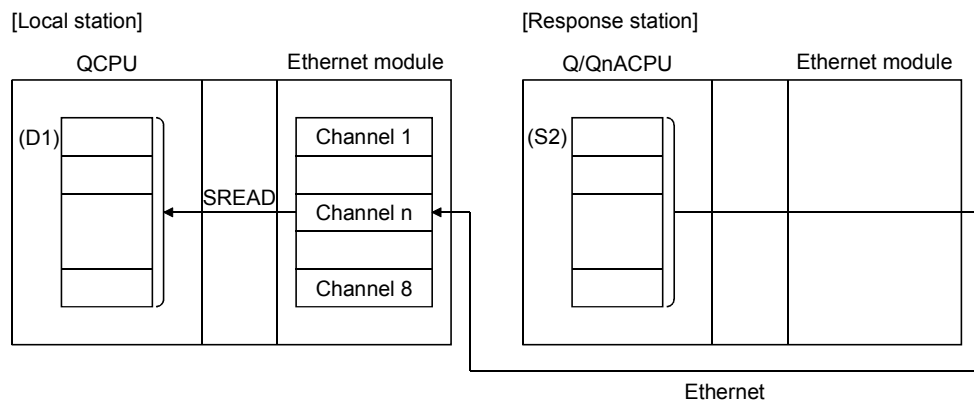 [Local station]
[Response station]
QCPU
Ethernet module
Q/QnACPU
Ethernet module
(D1)
Channel 1
(S2)
SREAD
Channel n
Channel 8
Ethernet